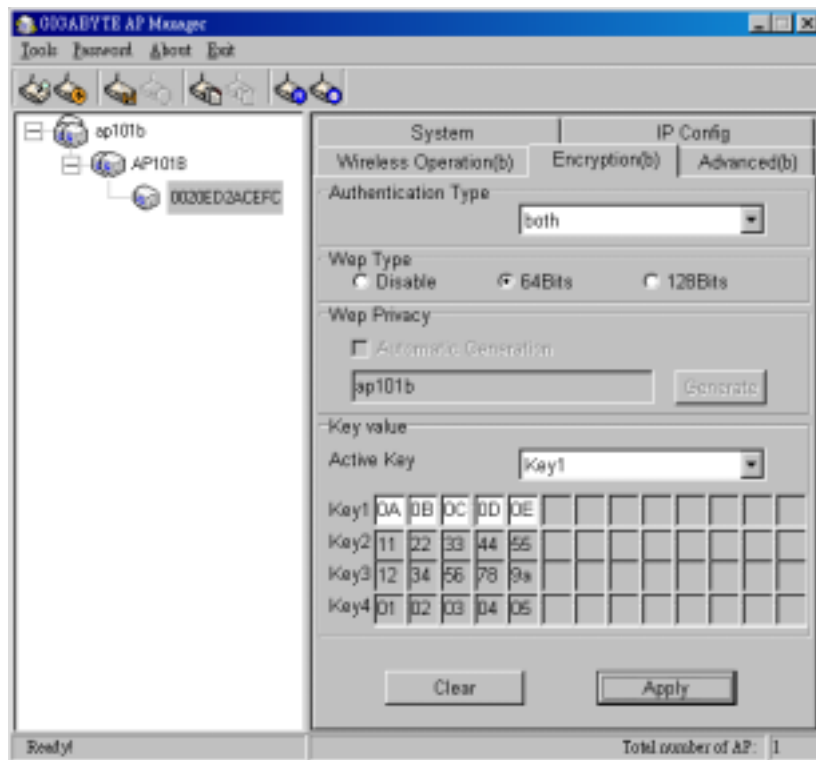 GIGABYTE AP Manager
Tools Password About Exit
ap101b
AP101B
0020ED2ACEFC
System IP Config
Wireless Operation(b) Encryption(b) Advanced(b)
Authentication Type
both
Wep Type
Disable 64Bits 128Bits
Wep Privacy
Automatic Generation
ap101b Generate
Key value
Active Key Key1
Key1 0A 0B 0C 0D 0E
Key2 11 22 33 44 55
Key3 12 34 56 78 9a
Key4 01 02 03 04 05
Clear Apply
Ready! Total number of AP: 1